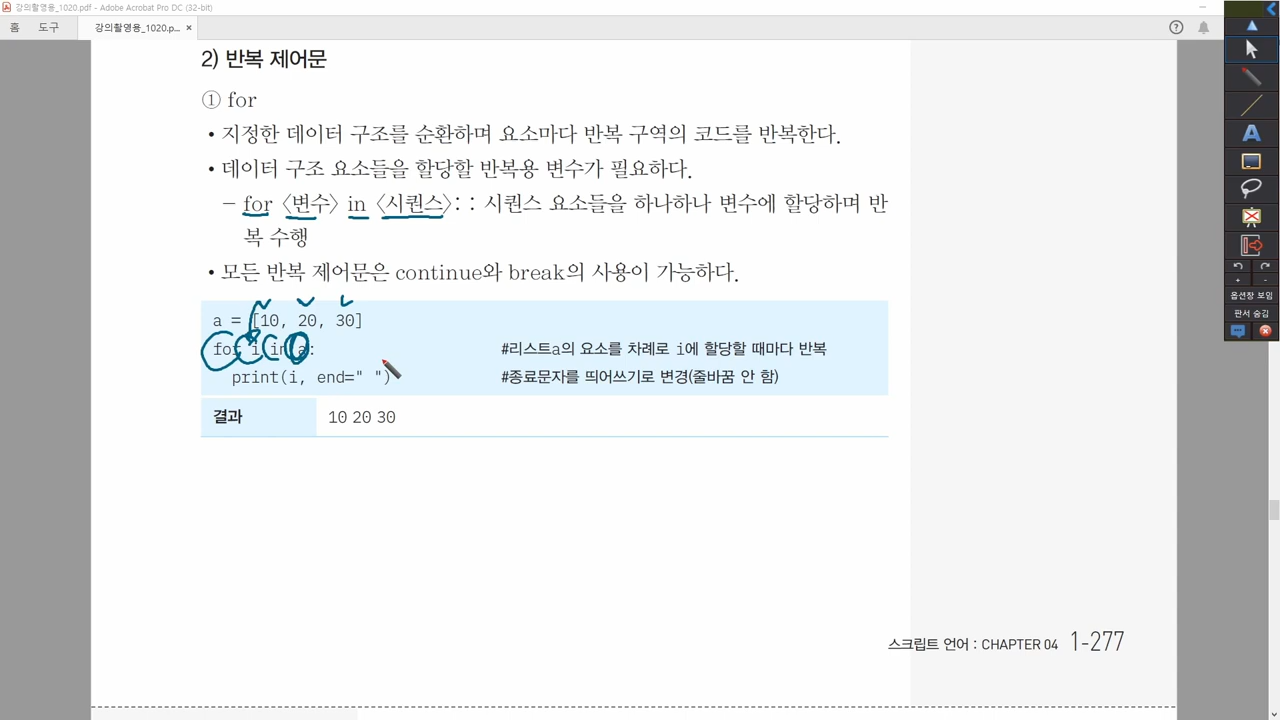 강의촬영용_1020.pdf - Adobe Acrobat Pro DC (32-bit)
홈 도구 강의촬영용_1020.p... ×
2) 반복 제어문
① for
• 지정한 데이터 구조를 순환하며 요소마다 반복 구역의 코드를 반복한다.
• 데이터 구조 요소들을 할당할 반복용 변수가 필요하다.
- for 〈변수〉 in 〈시퀀스〉: : 시퀀스 요소들을 하나하나 변수에 할당하며 반
복 수행
• 모든 반복 제어문은 continue와 break의 사용이 가능하다.
a = [10, 20, 30]
for i in a: #리스트a의 요소를 차례로 i에 할당할 때마다 반복
print(i, end=" ") #종료문자를 띄어쓰기로 변경(줄바꿈 안 함)
결과 10 20 30
스크립트 언어 : CHAPTER 04 1-277
A
옵션장 보임
판서 숨김